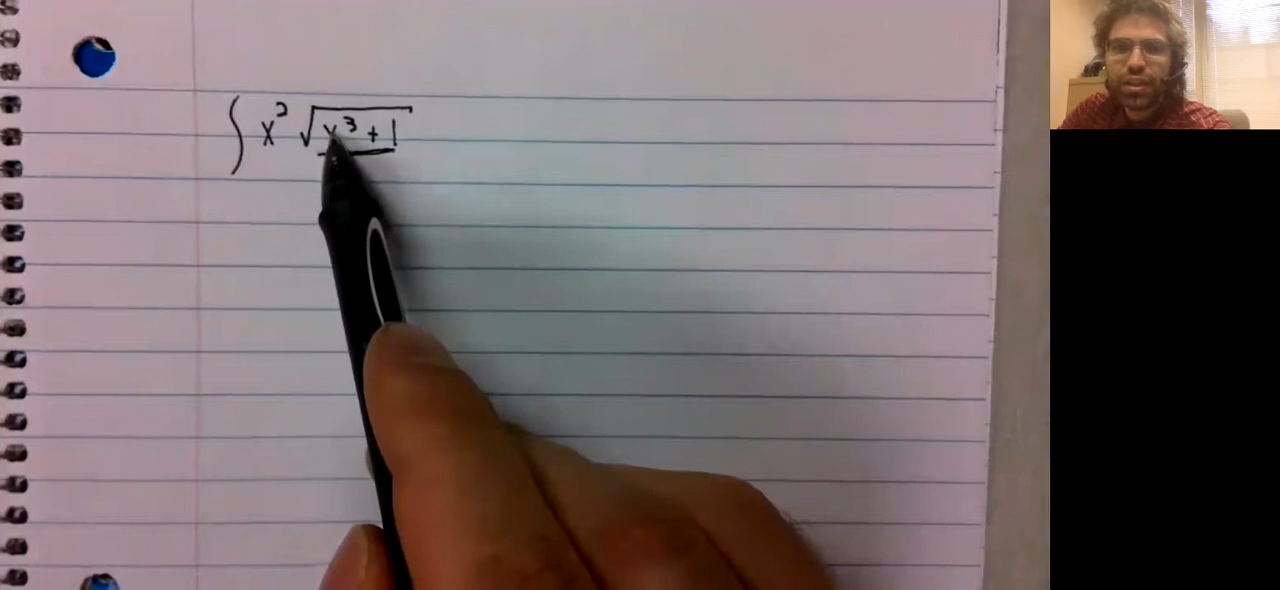 ∫ x² √(x³ + 1)